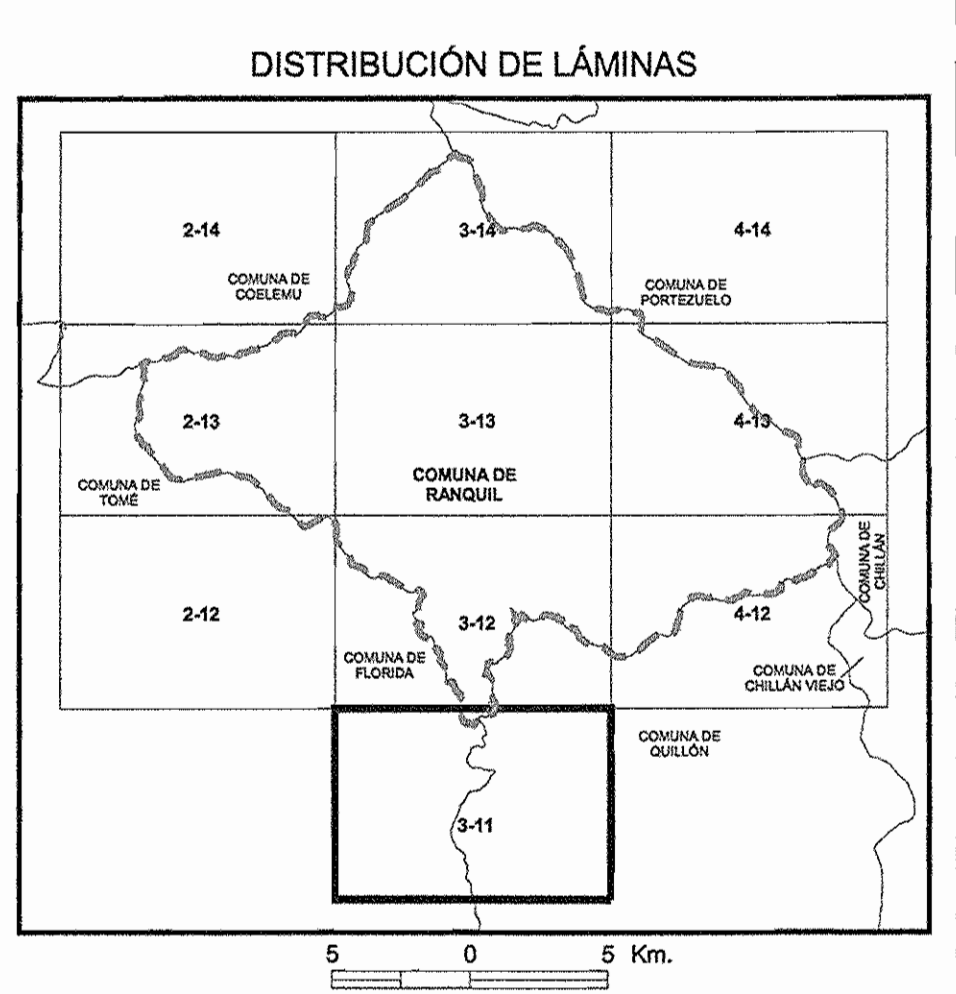 DISTRIBUCIÓN DE LÁMINAS
2-14
3-14
4-14
COMUNA DE
COELEMU
COMUNA DE
PORTEZUELO
2-13
3-13
4-13
COMUNA DE
TOMÉ
COMUNA DE
RANQUIL
COMUNA DE
CHILLÁN
2-12
3-12
4-12
COMUNA DE
FLORIDA
COMUNA DE
CHILLÁN VIEJO
COMUNA DE
QUILLÓN
3-11
5 0 5 Km.